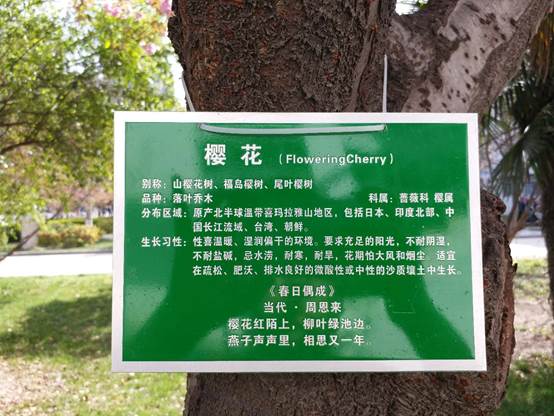 樱花 (FloweringCherry)
别称：山樱花树、福岛樱树、尾叶樱树
品种：落叶乔木 科属：蔷薇科 樱属
分布区域：原产北半球温带喜玛拉雅山地区，包括日本、印度北部、中
国长江流域、台湾、朝鲜。
生长习性：性喜温暖、湿润偏干的环境。要求充足的阳光，不耐阴湿，
不耐盐碱，忌水涝，耐寒，耐旱，花期怕大风和烟尘。适宜
在疏松、肥沃、排水良好的微酸性或中性的沙质壤土中生长。
《春日偶成》
当代·周恩来
樱花红陌上，柳叶绿池边。
燕子声声里，相思又一年。